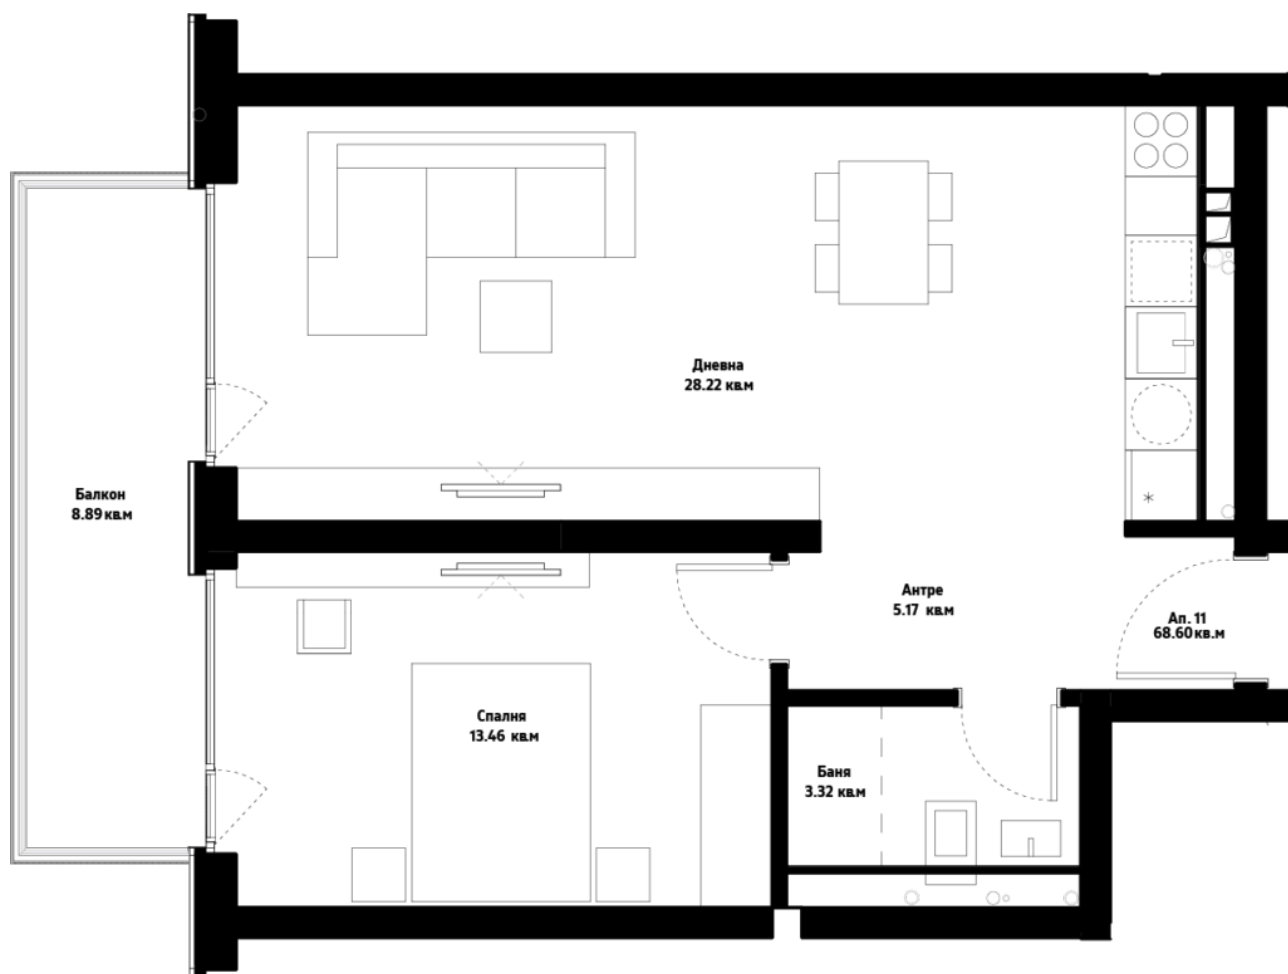 Дневна
28.22 кв.м
Балкон
8.89 кв.м
Антре
5.17 кв.м
Ап. 11
68.60 кв.м
Спалня
13.46 кв.м
Баня
3.32 кв.м